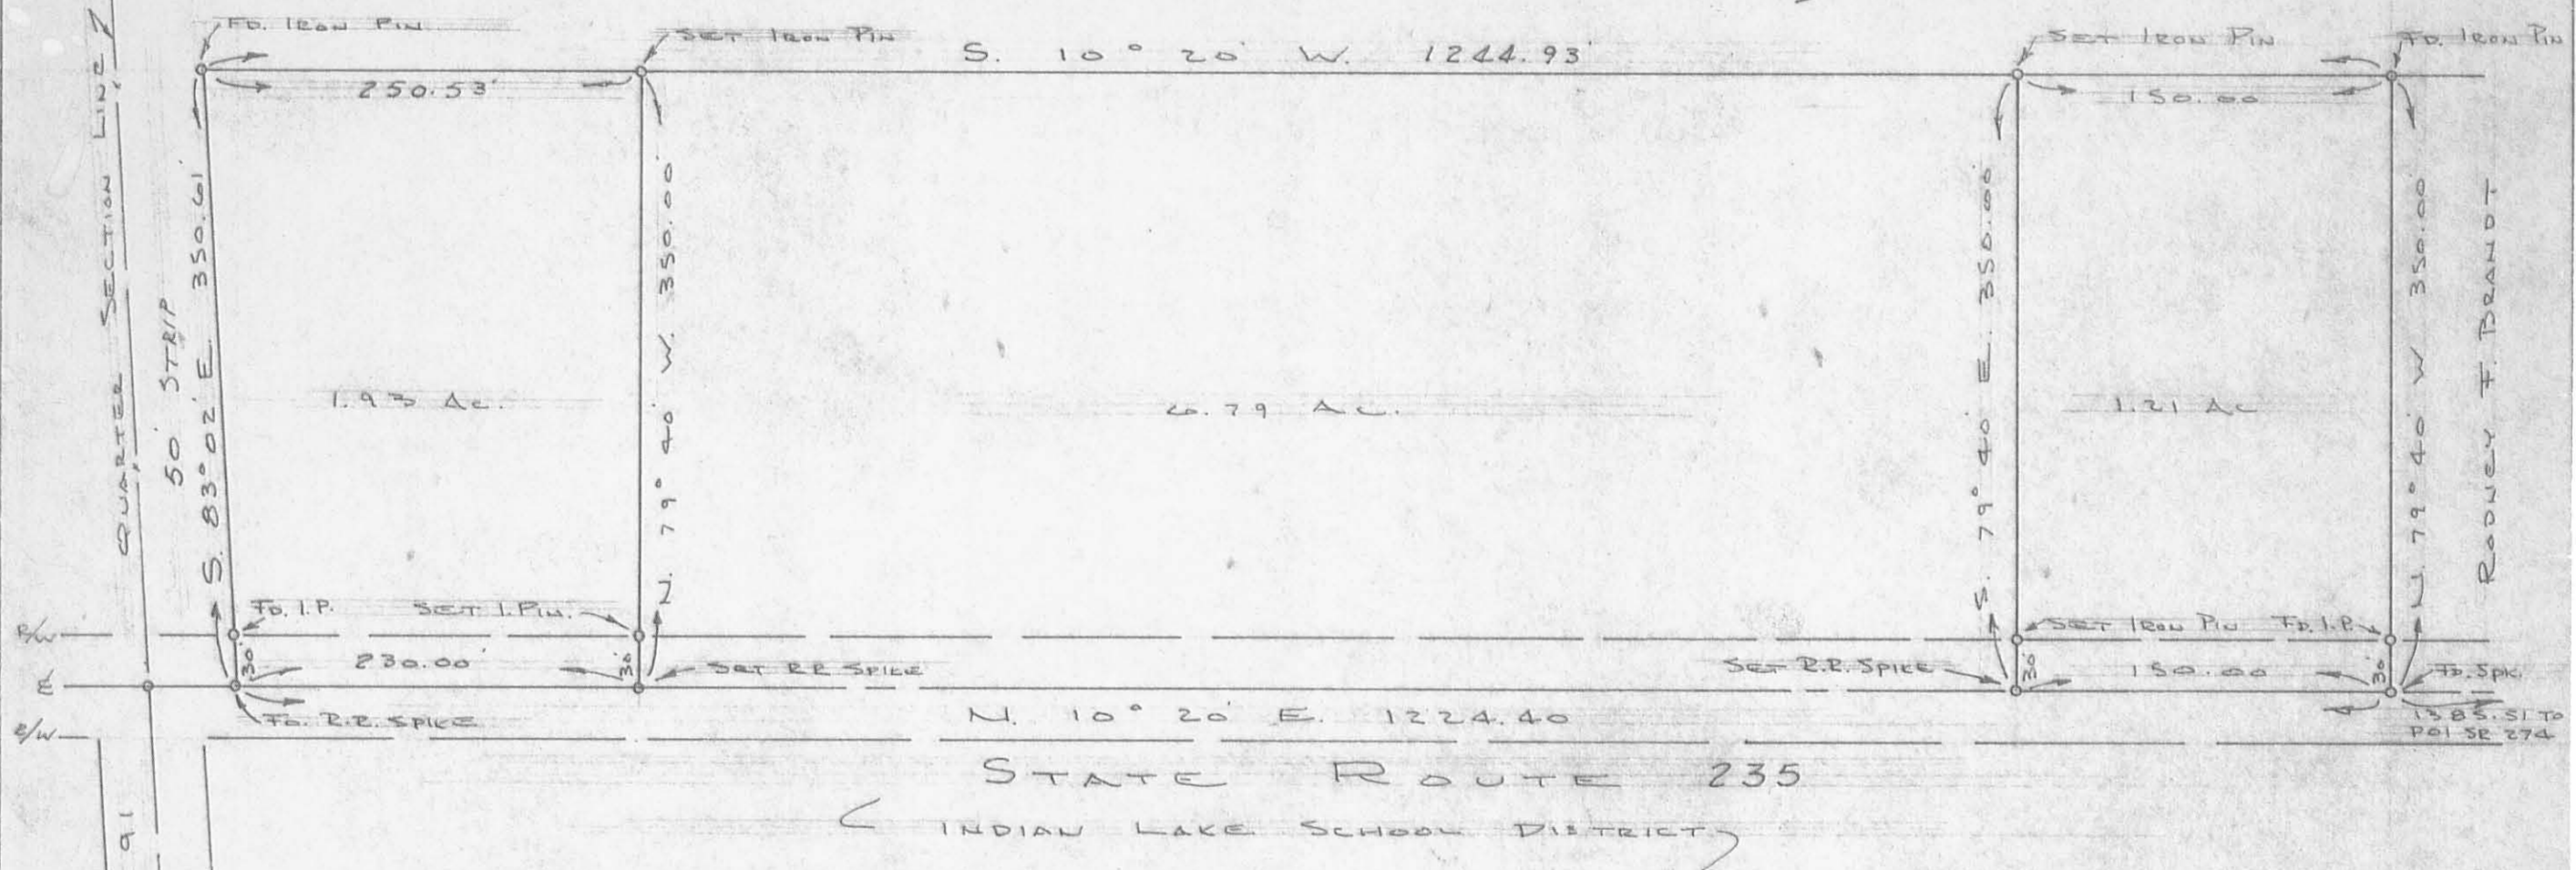 Fd. Iron Pin
Set Iron Pin
S. 10° 20' W. 1244.93'
Set Iron Pin
Fd. Iron Pin
250.53'
150.00
Quarter Section Line
50' Strip
S. 83° 02' E. 350.61'
N. 79° 40' W. 350.00'
S. 79° 40' E. 350.00'
N. 79° 40' W 350.00
Rodney F. Brandt
1.93 Ac.
6.79 Ac.
1.21 Ac
Fd. I.P.
Set I. Pin.
Set Iron Pin
Fd. I.P.
R/W
30'
230.00'
30'
Set RR Spike
Set R.R. Spike
30'
150.00
30'
Fd. Spk.
℄
Fd. R.R. Spike
N. 10° 20' E. 1224.40
1385.51 To
POI SR 274
R/W
State Route 235
(Indian Lake School District)
91